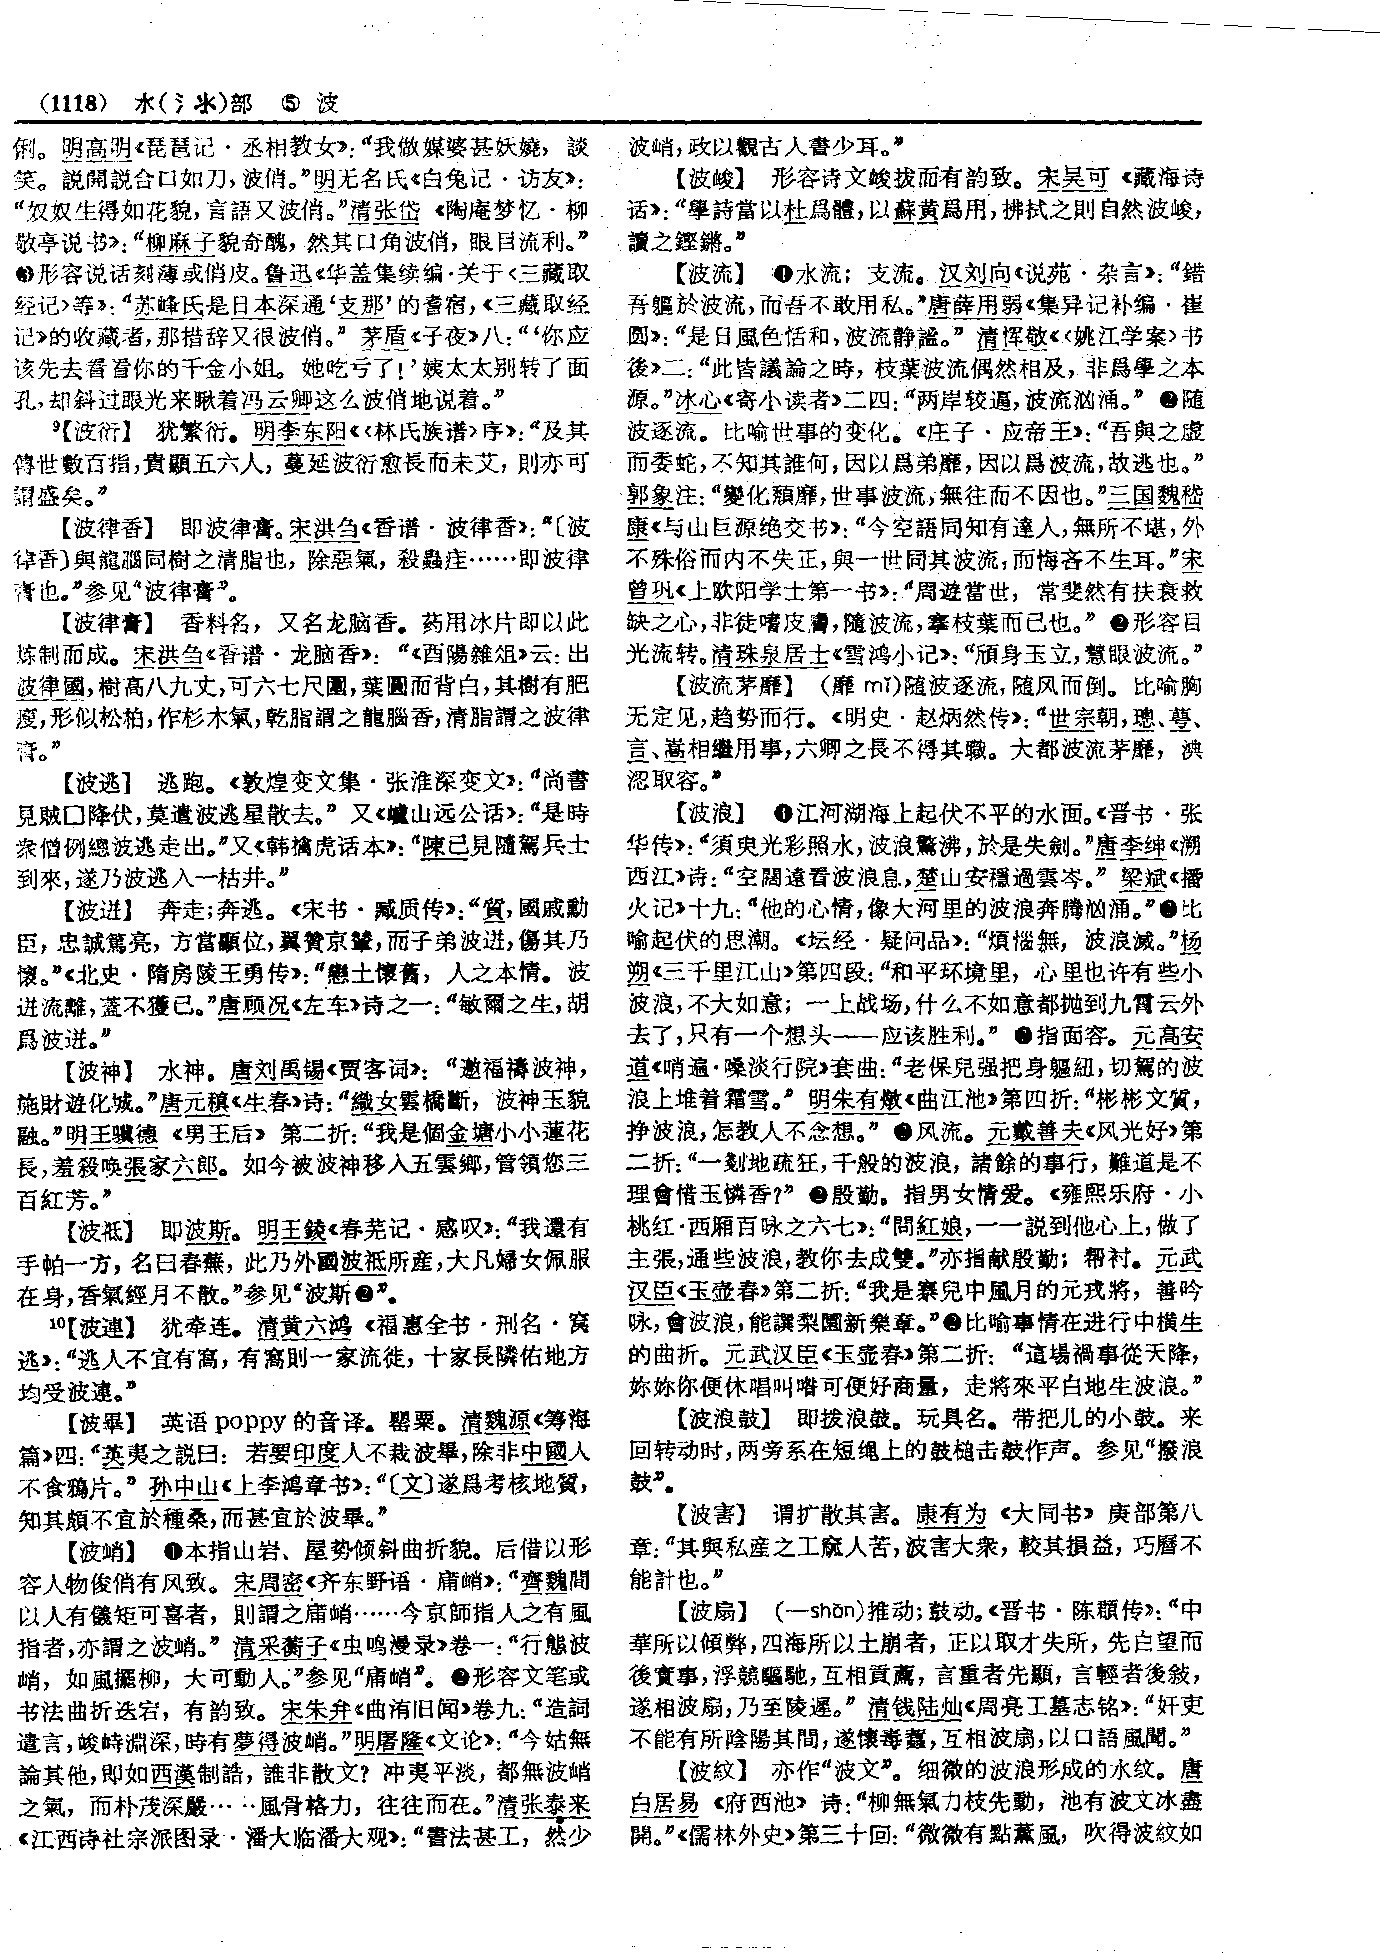 (1118) 水(氵氺)部 ⑤ 波
俐。明高明《琵琶记·丞相教女》：“我做媒婆甚妖嬈，談
笑。説開説合口如刀，波俏。”明无名氏《白兔记·访友》：
“奴奴生得如花貌，言語又波俏。”清张岱《陶庵梦忆·柳
敬亭说书》：“柳麻子貌奇醜，然其口角波俏，眼目流利。”
❸形容说话刻薄或俏皮。鲁迅《华盖集续编·关于〈三藏取
经记〉等》：“苏峰氏是日本深通‘支那’的耆宿，《三藏取经
记》的收藏者，那措辞又很波俏。” 茅盾《子夜》八：“‘你应
该先去看看你的千金小姐。她吃亏了！’姨太太别转了面
孔，却斜过眼光来瞅着冯云卿这么波俏地说着。”
9【波衍】 犹繁衍。明李东阳《〈林氏族谱〉序》：“及其
傳世數百指，貴顯五六人，蔓延波衍愈長而未艾，則亦可
謂盛矣。”
【波律香】 即波律膏。宋洪刍《香谱·波律香》：“〔波
律香〕與龍腦同樹之清脂也，除惡氣，殺蟲疰……即波律
膏也。”参见“波律膏”。
【波律膏】 香料名，又名龙脑香。药用冰片即以此
炼制而成。宋洪刍《香谱·龙脑香》：“《酉陽雜俎》云：出
波律國，樹高八九丈，可六七尺圍，葉圓而背白，其樹有肥
瘦，形似松柏，作杉木氣，乾脂謂之龍腦香，清脂謂之波律
膏。”
【波逃】 逃跑。《敦煌变文集·张淮深变文》：“尚書
見賊□降伏，莫遣波逃星散去。” 又《廬山远公话》：“是時
衆僧例總波逃走出。”又《韩擒虎话本》：“陳已見隨駕兵士
到來，遂乃波逃入一枯井。”
【波迸】 奔走；奔逃。《宋书·臧质传》：“質，國戚勳
臣，忠誠篤亮，方當顯位，翼贊京輦，而子弟波迸，傷其乃
懷。”《北史·隋房陵王勇传》：“戀土懷舊，人之本情。波
迸流離，蓋不獲已。”唐顾况《左车》诗之一：“敏爾之生，胡
爲波迸。”
【波神】 水神。唐刘禹锡《贾客词》：“邀福禱波神，
施財遊化城。”唐元稹《生春》诗：“織女雲橋斷，波神玉貌
融。”明王骥德《男王后》第二折：“我是個金塘小小蓮花
長，羞殺唤張家六郎。如今被波神移入五雲鄉，管領您三
百紅芳。”
【波祗】 即波斯。明王錂《春芜记·感叹》：“我還有
手帕一方，名曰春蕪，此乃外國波祗所産，大凡婦女佩服
在身，香氣經月不散。”参见“波斯❷”。
10【波連】 犹牵连。清黄六鸿《福惠全书·刑名·窝
逃》：“逃人不宜有窩，有窩則一家流徙，十家長隣佑地方
均受波連。”
【波畢】 英语 poppy 的音译。罂粟。清魏源《筹海
篇》四：“英夷之説曰：若要印度人不栽波畢，除非中國人
不食鴉片。” 孙中山《上李鸿章书》：“〔文〕遂爲考核地質，
知其頗不宜於種桑，而甚宜於波畢。”
【波峭】 ❶本指山岩、屋势倾斜曲折貌。后借以形
容人物俊俏有风致。宋周密《齐东野语·庯峭》：“齊魏間
以人有儀矩可喜者，則謂之庯峭……今京師指人之有風
指者，亦謂之波峭。” 清采蘅子《虫鸣漫录》卷一：“行態波
峭，如風擺柳，大可動人。”参见“庯峭”。❷形容文笔或
书法曲折迭宕，有韵致。宋朱弁《曲洧旧闻》卷九：“造詞
遣言，峻峙淵深，時有夢得波峭。”明屠隆《文论》：“今姑無
論其他，即如西漢制誥，誰非散文？冲夷平淡，都無波峭
之氣，而朴茂深嚴……風骨格力，往往而在。”清张泰来
《江西诗社宗派图录·潘大临潘大观》：“書法甚工，然少
波峭，政以觀古人書少耳。”
【波峻】 形容诗文峻拔而有韵致。宋吴可《藏海诗
话》：“學詩當以杜爲體，以蘇黄爲用，拂拭之則自然波峻，
讀之鏗鏘。”
【波流】 ❶水流；支流。汉刘向《说苑·杂言》：“錯
吾軀於波流，而吾不敢用私。”唐薛用弱《集异记补编·崔
圆》：“是日風色恬和，波流静謐。” 清恽敬《〈姚江学案〉书
後》二：“此皆議論之時，枝葉波流偶然相及，非爲學之本
源。”冰心《寄小读者》二四：“两岸较逼，波流汹涌。” ❷随
波逐流。比喻世事的变化。《庄子·应帝王》：“吾與之虚
而委蛇，不知其誰何，因以爲弟靡，因以爲波流，故逃也。”
郭象注：“變化頽靡，世事波流，無往而不因也。”三国魏嵇
康《与山巨源绝交书》：“今空語同知有達人，無所不堪，外
不殊俗而内不失正，與一世同其波流，而悔吝不生耳。”宋
曾巩《上欧阳学士第一书》：“周遊當世，常斐然有扶衰救
缺之心，非徒嗜皮膚，隨波流，搴枝葉而已也。” ❷形容目
光流转。清珠泉居士《雪鸿小记》：“頎身玉立，慧眼波流。”
【波流茅靡】 (靡 mǐ)随波逐流，随风而倒。比喻胸
无定见，趋势而行。《明史·赵炳然传》：“世宗朝，璁、萼、
言、嵩相繼用事，六卿之長不得其職。大都波流茅靡，淟
涊取容。”
【波浪】 ❶江河湖海上起伏不平的水面。《晋书·张
华传》：“須臾光彩照水，波浪驚沸，於是失劍。”唐李绅《溯
西江》诗：“空闊遠看波浪息，楚山安穩過雲岑。” 梁斌《播
火记》十九：“他的心情，像大河里的波浪奔腾汹涌。”❷比
喻起伏的思潮。《坛经·疑问品》：“煩惱無，波浪滅。”杨
朔《三千里江山》第四段：“和平环境里，心里也许有些小
波浪，不大如意；一上战场，什么不如意都抛到九霄云外
去了，只有一个想头——应该胜利。” ❸指面容。元高安
道《哨遍·嗓淡行院》套曲：“老保兒强把身軀紐，切駡的波
浪上堆着霜雪。” 明朱有燉《曲江池》第四折：“彬彬文質，
挣波浪，怎教人不念想。” ❹风流。元戴善夫《风光好》第
二折：“一剗地疏狂，千般的波浪，諸餘的事行，難道是不
理會惜玉憐香？” ❺殷勤。指男女情爱。《雍熙乐府·小
桃红·西厢百咏之六七》：“問紅娘，一一説到他心上，做了
主張，通些波浪，教你去成雙。”亦指献殷勤；帮衬。元武
汉臣《玉壶春》第二折：“我是寨兒中風月的元戎將，善吟
咏，會波浪，能譔梨園新樂章。”❻比喻事情在进行中横生
的曲折。元武汉臣《玉壶春》第二折：“這場禍事從天降，
妳妳你便休唱叫喒可便好商量，走將來平白地生波浪。”
【波浪鼓】 即拨浪鼓。玩具名。带把儿的小鼓。来
回转动时，两旁系在短绳上的鼓槌击鼓作声。参见“撥浪
鼓”。
【波害】 谓扩散其害。康有为《大同书》庚部第八
章：“其與私産之工寙人苦，波害大衆，較其損益，巧曆不
能計也。”
【波扇】 (—shān)推动；鼓动。《晋书·陈頵传》：“中
華所以傾弊，四海所以土崩者，正以取才失所，先白望而
後實事，浮競驅馳，互相貢薦，言重者先顯，言輕者後敘，
遂相波扇，乃至陵遲。” 清钱陆灿《周亮工墓志铭》：“奸吏
不能有所陰陽其間，遂懷毒蠚，互相波扇，以口語風聞。”
【波紋】 亦作“波文”。细微的波浪形成的水纹。唐
白居易《府西池》诗：“柳無氣力枝先動，池有波文冰盡
開。”《儒林外史》第三十回：“微微有點薰風，吹得波紋如